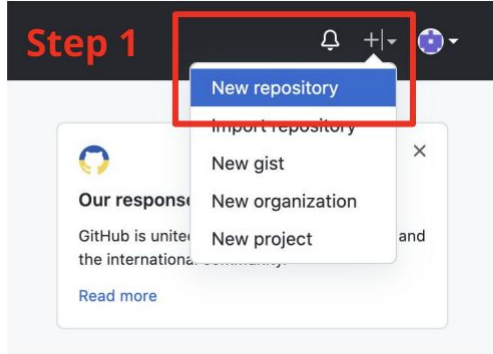 Step 1
New repository
Import repository
New gist
New organization
New project
Our response
GitHub is unite and
the internationa
Read more